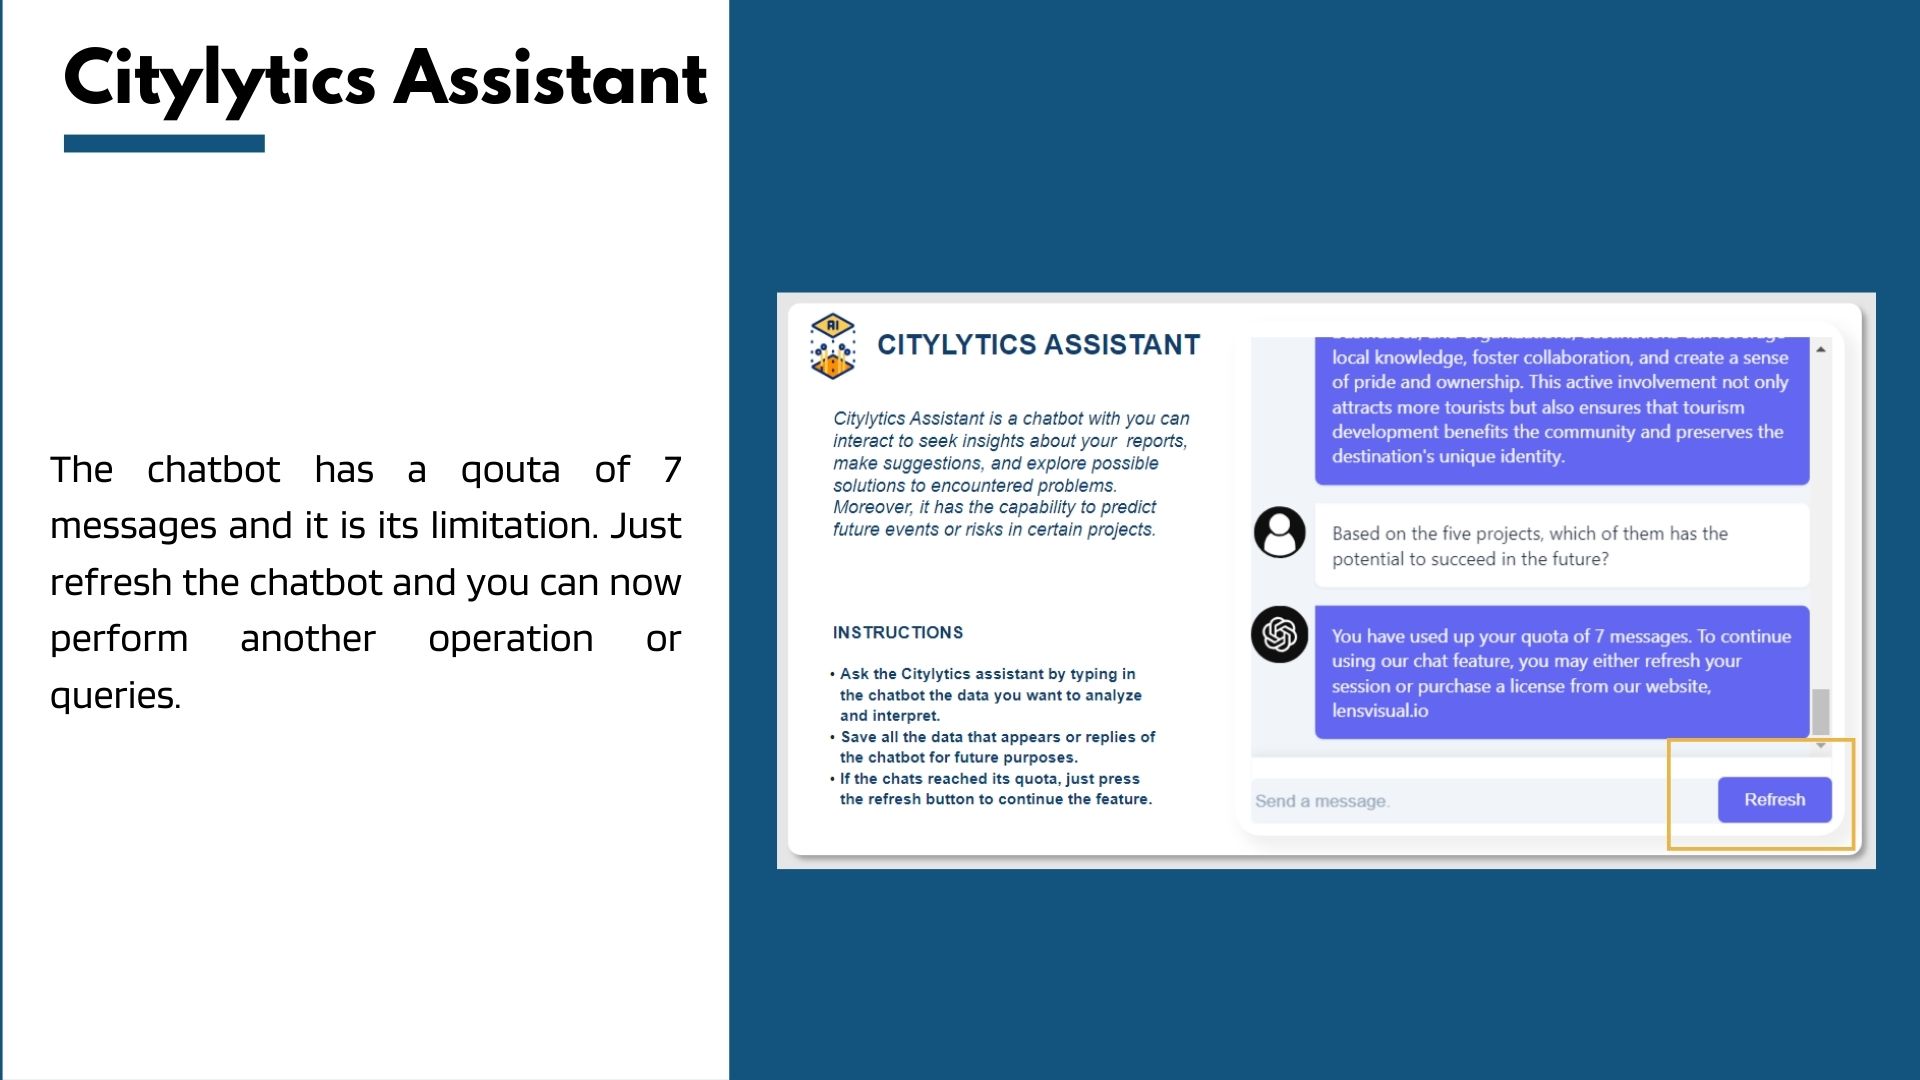 Citylytics Assistant
The chatbot has a qouta of 7
messages and it is its limitation. Just
refresh the chatbot and you can now
perform another operation or
queries.
AI
CITYLYTICS ASSISTANT
Citylytics Assistant is a chatbot with you can
interact to seek insights about your reports,
make suggestions, and explore possible
solutions to encountered problems.
Moreover, it has the capability to predict
future events or risks in certain projects.
INSTRUCTIONS
• Ask the Citylytics assistant by typing in
the chatbot the data you want to analyze
and interpret.
• Save all the data that appears or replies of
the chatbot for future purposes.
• If the chats reached its quota, just press
the refresh button to continue the feature.
local knowledge, foster collaboration, and create a sense
of pride and ownership. This active involvement not only
attracts more tourists but also ensures that tourism
development benefits the community and preserves the
destination's unique identity.
Based on the five projects, which of them has the
potential to succeed in the future?
You have used up your quota of 7 messages. To continue
using our chat feature, you may either refresh your
session or purchase a license from our website,
lensvisual.io
Send a message.
Refresh